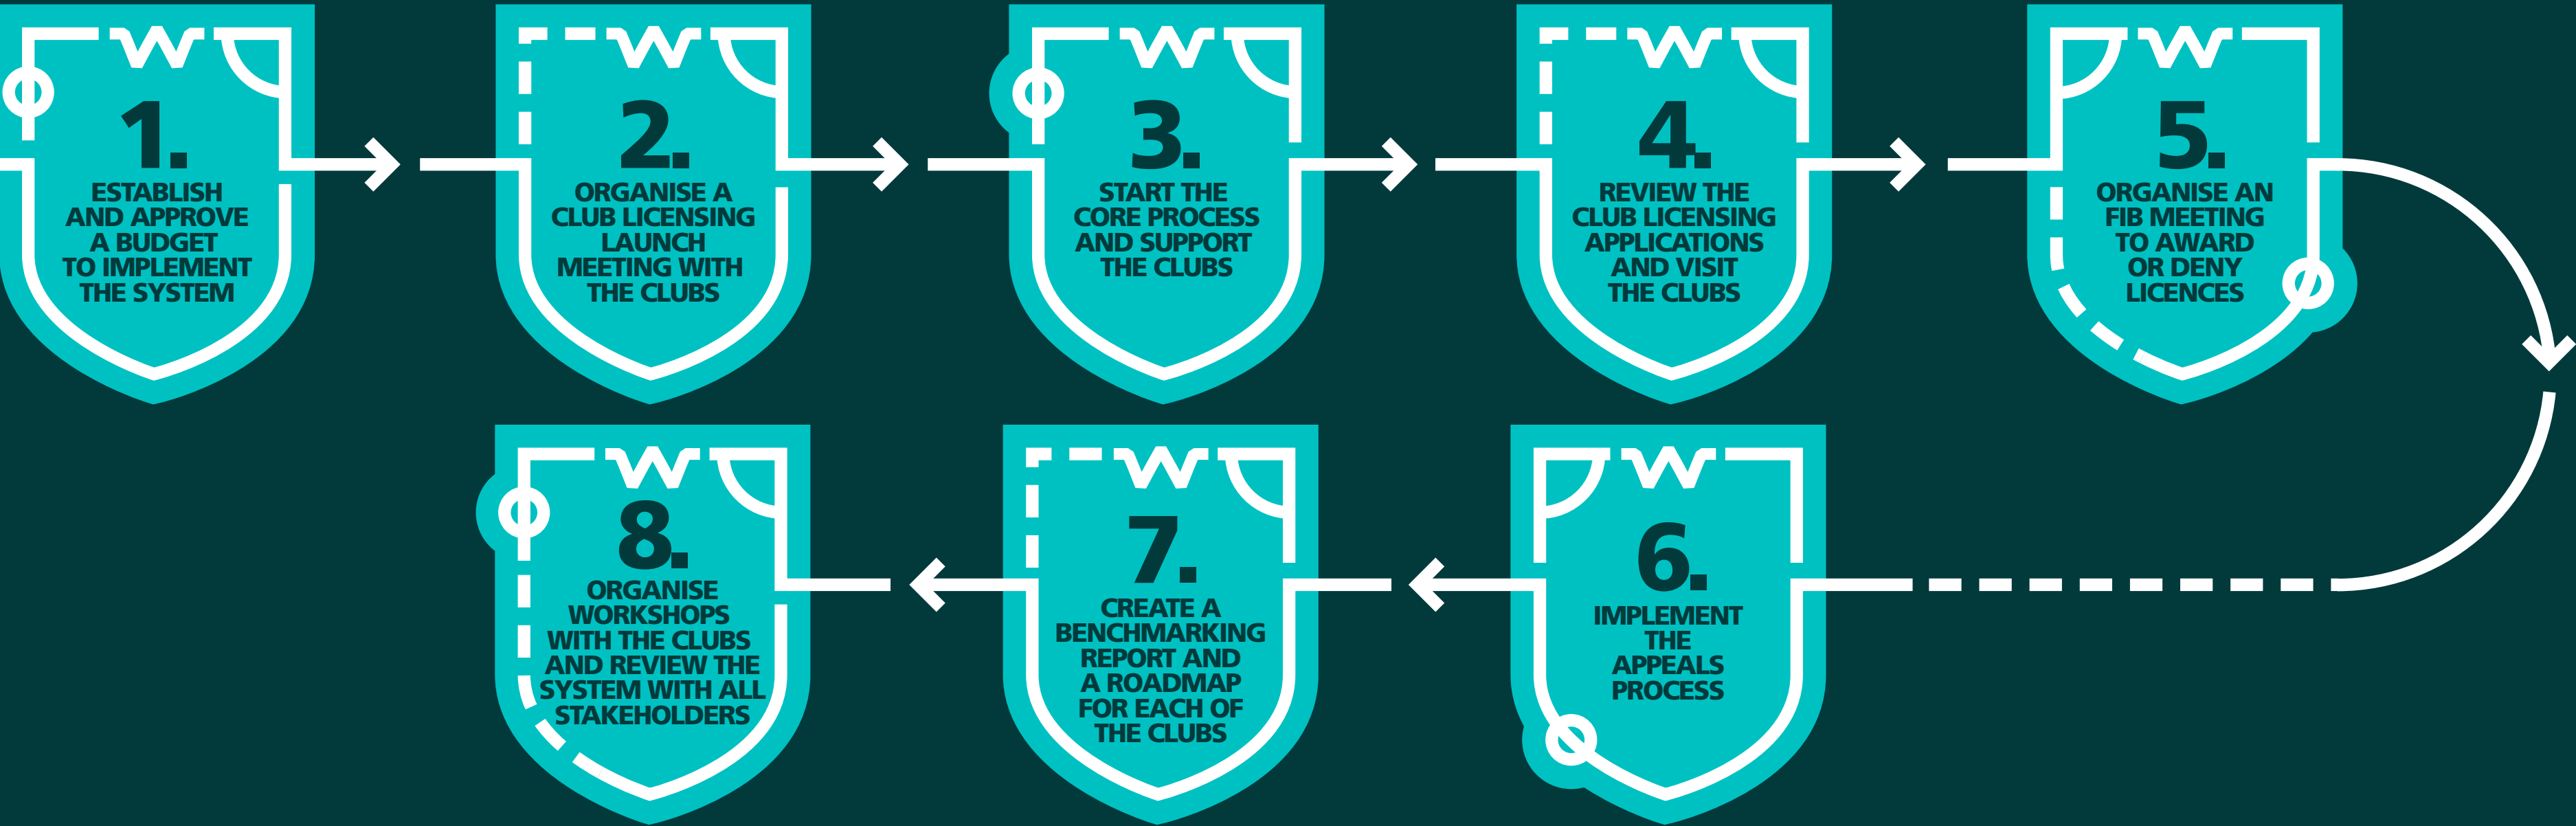 1.
ESTABLISH
AND APPROVE
A BUDGET
TO IMPLEMENT
THE SYSTEM
2.
ORGANISE A
CLUB LICENSING
LAUNCH
MEETING WITH
THE CLUBS
3.
START THE
CORE PROCESS
AND SUPPORT
THE CLUBS
4.
REVIEW THE
CLUB LICENSING
APPLICATIONS
AND VISIT
THE CLUBS
5.
ORGANISE AN
FIB MEETING
TO AWARD
OR DENY
LICENCES
6.
IMPLEMENT
THE
APPEALS
PROCESS
7.
CREATE A
BENCHMARKING
REPORT AND
A ROADMAP
FOR EACH OF
THE CLUBS
8.
ORGANISE
WORKSHOPS
WITH THE CLUBS
AND REVIEW THE
SYSTEM WITH ALL
STAKEHOLDERS